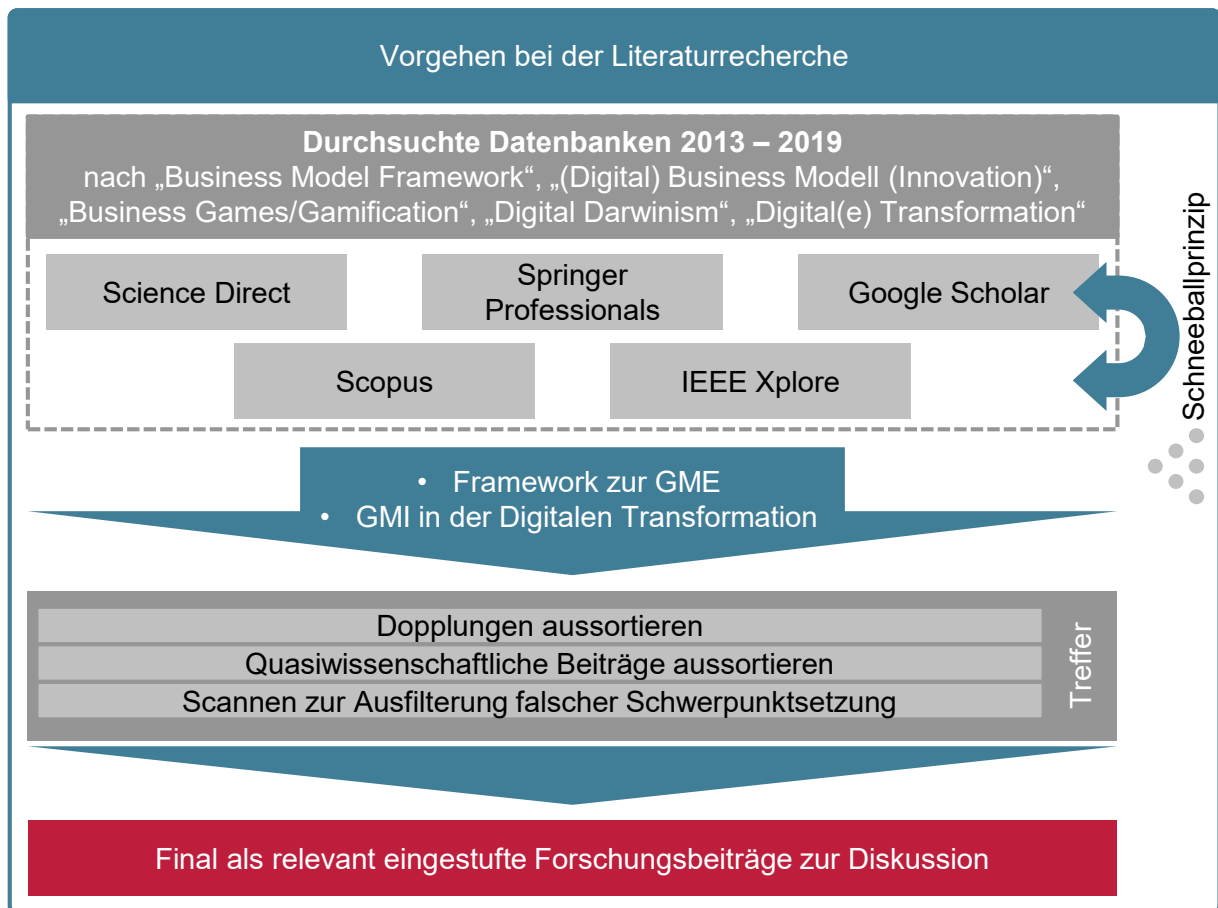 Vorgehen bei der Literaturrecherche
Durchsuchte Datenbanken 2013 – 2019
nach „Business Model Framework“, „(Digital) Business Modell (Innovation)“,
„Business Games/Gamification“, „Digital Darwinism“, „Digital(e) Transformation“
Science Direct
Springer
Professionals
Google Scholar
Scopus
IEEE Xplore
Schneeballprinzip
• Framework zur GME
• GMI in der Digitalen Transformation
Dopplungen aussortieren
Quasiwissenschaftliche Beiträge aussortieren
Scannen zur Ausfilterung falscher Schwerpunktsetzung
Treffer
Final als relevant eingestufte Forschungsbeiträge zur Diskussion